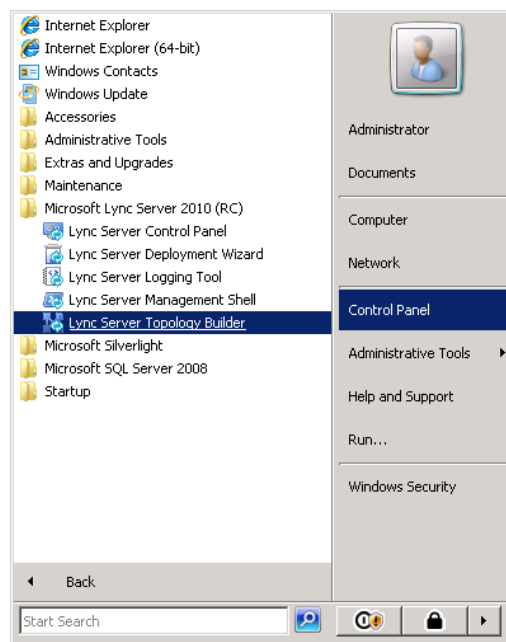 Internet Explorer
Internet Explorer (64-bit)
Windows Contacts
Windows Update
Accessories
Administrative Tools
Extras and Upgrades
Maintenance
Microsoft Lync Server 2010 (RC)
Lync Server Control Panel
Lync Server Deployment Wizard
Lync Server Logging Tool
Lync Server Management Shell
Lync Server Topology Builder
Microsoft Silverlight
Microsoft SQL Server 2008
Startup
Back
Start Search
Administrator
Documents
Computer
Network
Control Panel
Administrative Tools
Help and Support
Run...
Windows Security